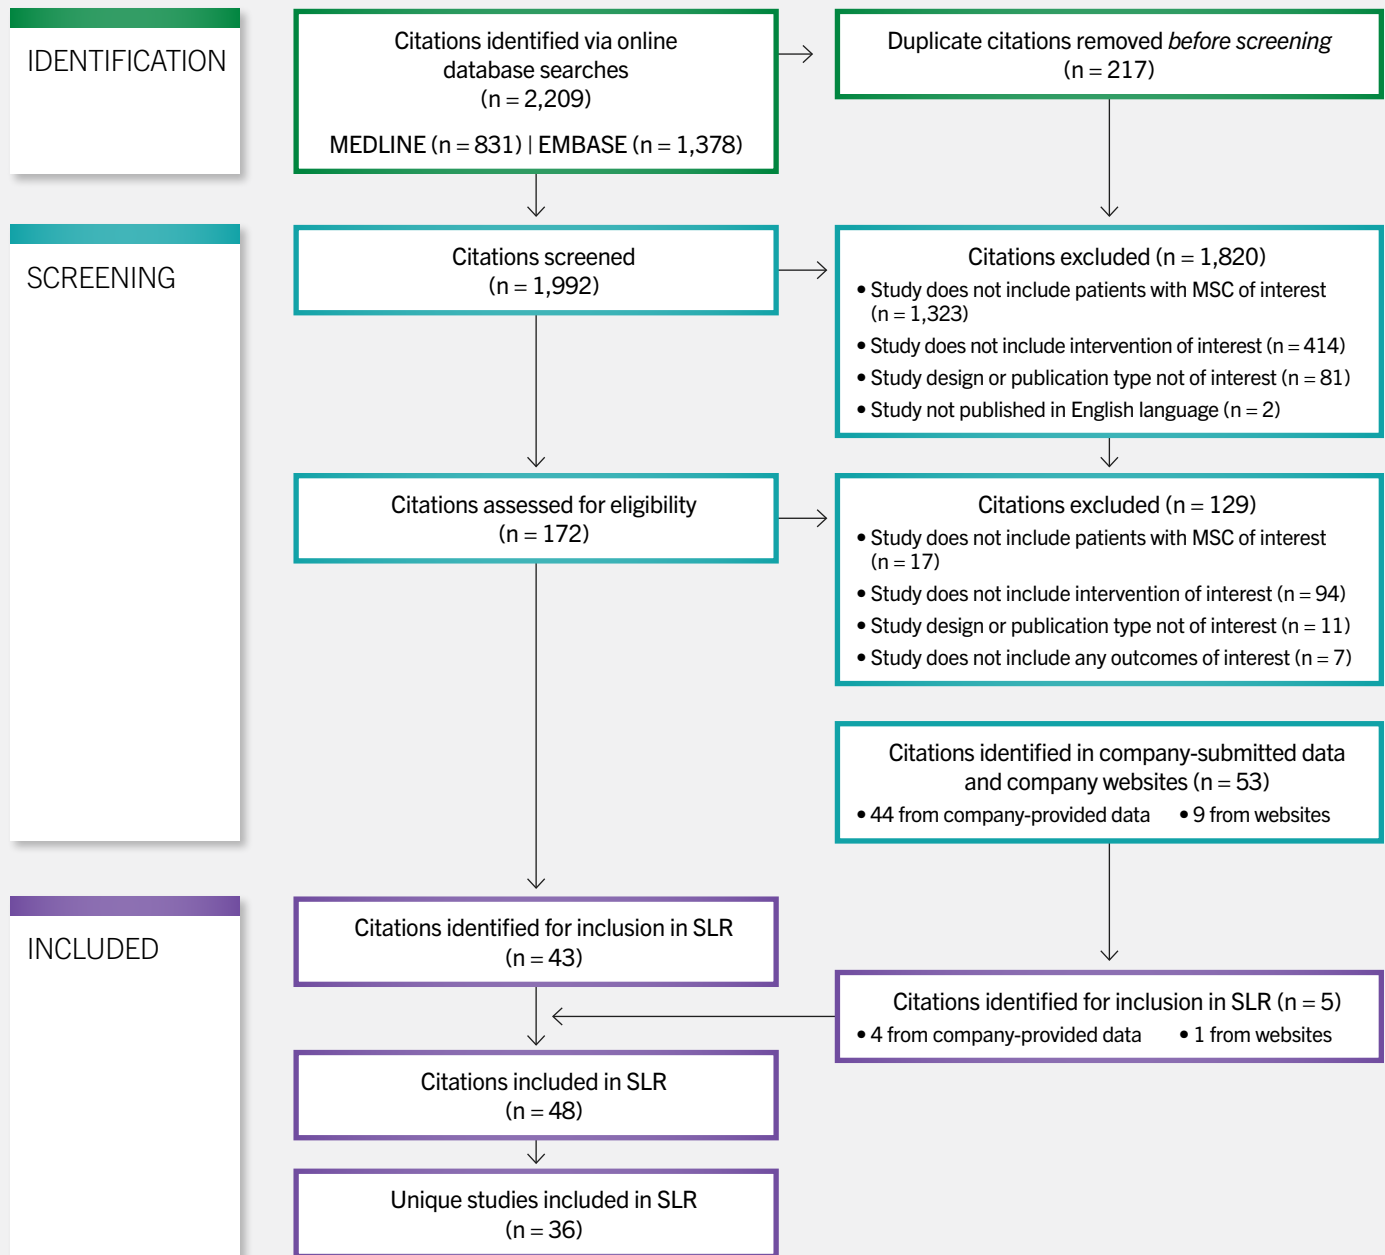 IDENTIFICATION
Citations identified via online
database searches
(n = 2,209)
MEDLINE (n = 831) | EMBASE (n = 1,378)
Duplicate citations removed before screening
(n = 217)
SCREENING
Citations screened
(n = 1,992)
Citations excluded (n = 1,820)
• Study does not include patients with MSC of interest
(n = 1,323)
• Study does not include intervention of interest (n = 414)
• Study design or publication type not of interest (n = 81)
• Study not published in English language (n = 2)
Citations assessed for eligibility
(n = 172)
Citations excluded (n = 129)
• Study does not include patients with MSC of interest
(n = 17)
• Study does not include intervention of interest (n = 94)
• Study design or publication type not of interest (n = 11)
• Study does not include any outcomes of interest (n = 7)
Citations identified in company-submitted data
and company websites (n = 53)
• 44 from company-provided data • 9 from websites
INCLUDED
Citations identified for inclusion in SLR
(n = 43)
Citations identified for inclusion in SLR (n = 5)
• 4 from company-provided data • 1 from websites
Citations included in SLR
(n = 48)
Unique studies included in SLR
(n = 36)